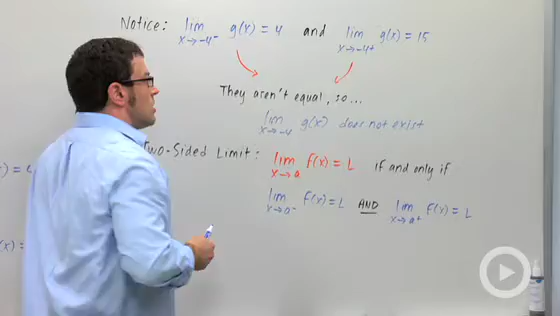 Notice: lim x→-4⁻ g(x) = 4 and lim x→-4⁺ g(x) = 15
They aren't equal, so...
lim x→-4 g(x) does not exist
Two-Sided Limit: lim x→a f(x) = L if and only if
lim x→a⁻ f(x) = L AND lim x→a⁺ f(x) = L